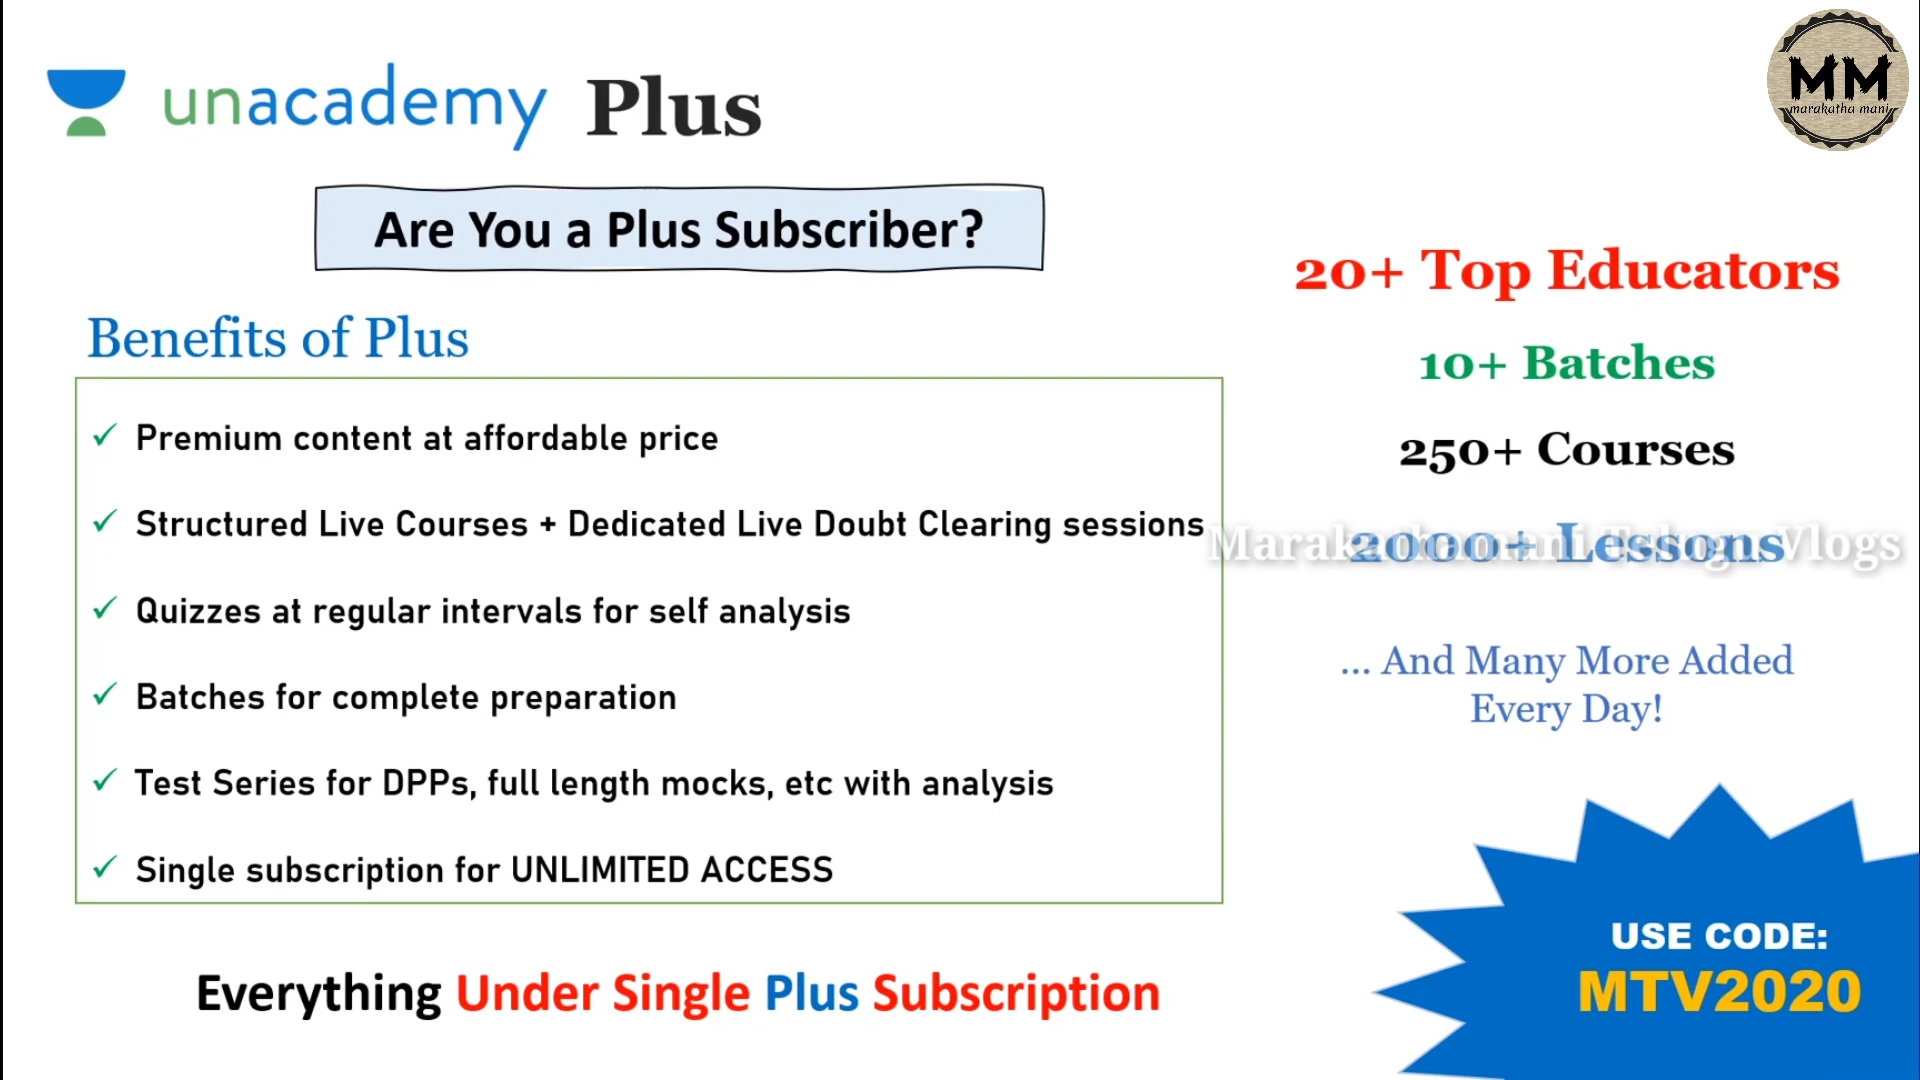 unacademy Plus
MM
marakatha mani
Are You a Plus Subscriber?
Benefits of Plus
✓ Premium content at affordable price
✓ Structured Live Courses + Dedicated Live Doubt Clearing sessions
✓ Quizzes at regular intervals for self analysis
✓ Batches for complete preparation
✓ Test Series for DPPs, full length mocks, etc with analysis
✓ Single subscription for UNLIMITED ACCESS
Everything Under Single Plus Subscription
20+ Top Educators
10+ Batches
250+ Courses
2000+ Lessons
Marakathamani Telugu Vlogs
... And Many More Added
Every Day!
USE CODE:
MTV2020